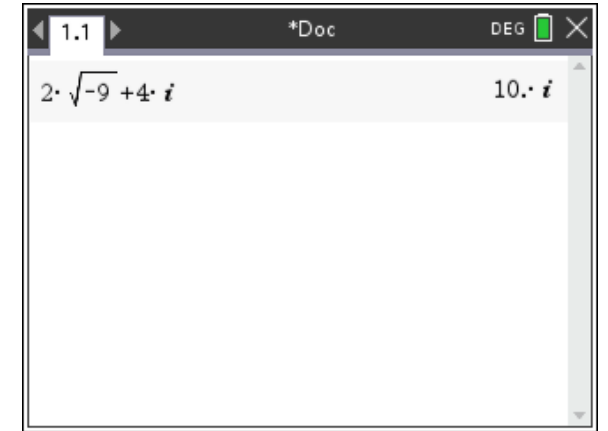 1.1 *Doc DEG
2· √-9 +4· i 10.· i